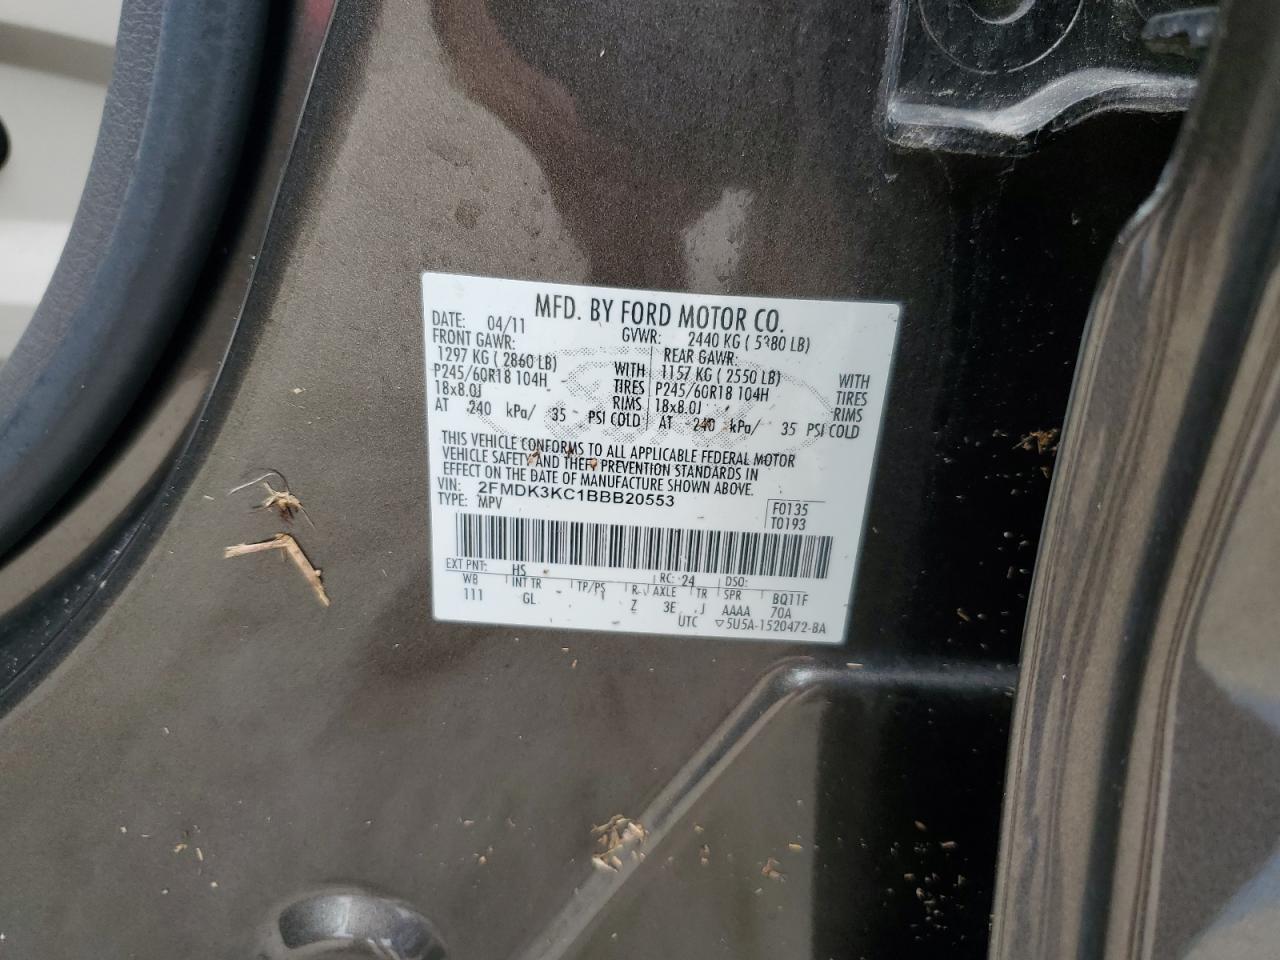 MFD. BY FORD MOTOR CO.
DATE: 04/11 GVWR: 2440 KG ( 5380 LB)
FRONT GAWR: REAR GAWR:
1297 KG ( 2860 LB) WITH 1157 KG ( 2550 LB) WITH
P245/60R18 104H TIRES P245/60R18 104H TIRES
18x8.0J RIMS 18x8.0J RIMS
AT 240 kPa/ 35 PSI COLD AT 240 kPa/ 35 PSI COLD
THIS VEHICLE CONFORMS TO ALL APPLICABLE FEDERAL MOTOR
VEHICLE SAFETY AND THEFT PREVENTION STANDARDS IN
EFFECT ON THE DATE OF MANUFACTURE SHOWN ABOVE.
VIN: 2FMDK3KC1BBB20553 F0135
TYPE: MPV T0193
EXT PNT: HS RC: 24 DSO:
WB INT TR TP/PS R AXLE TR SPR BQ11F
111 GL Z 3E J AAAA 70A
UTC ▽5U5A-1520472-BA